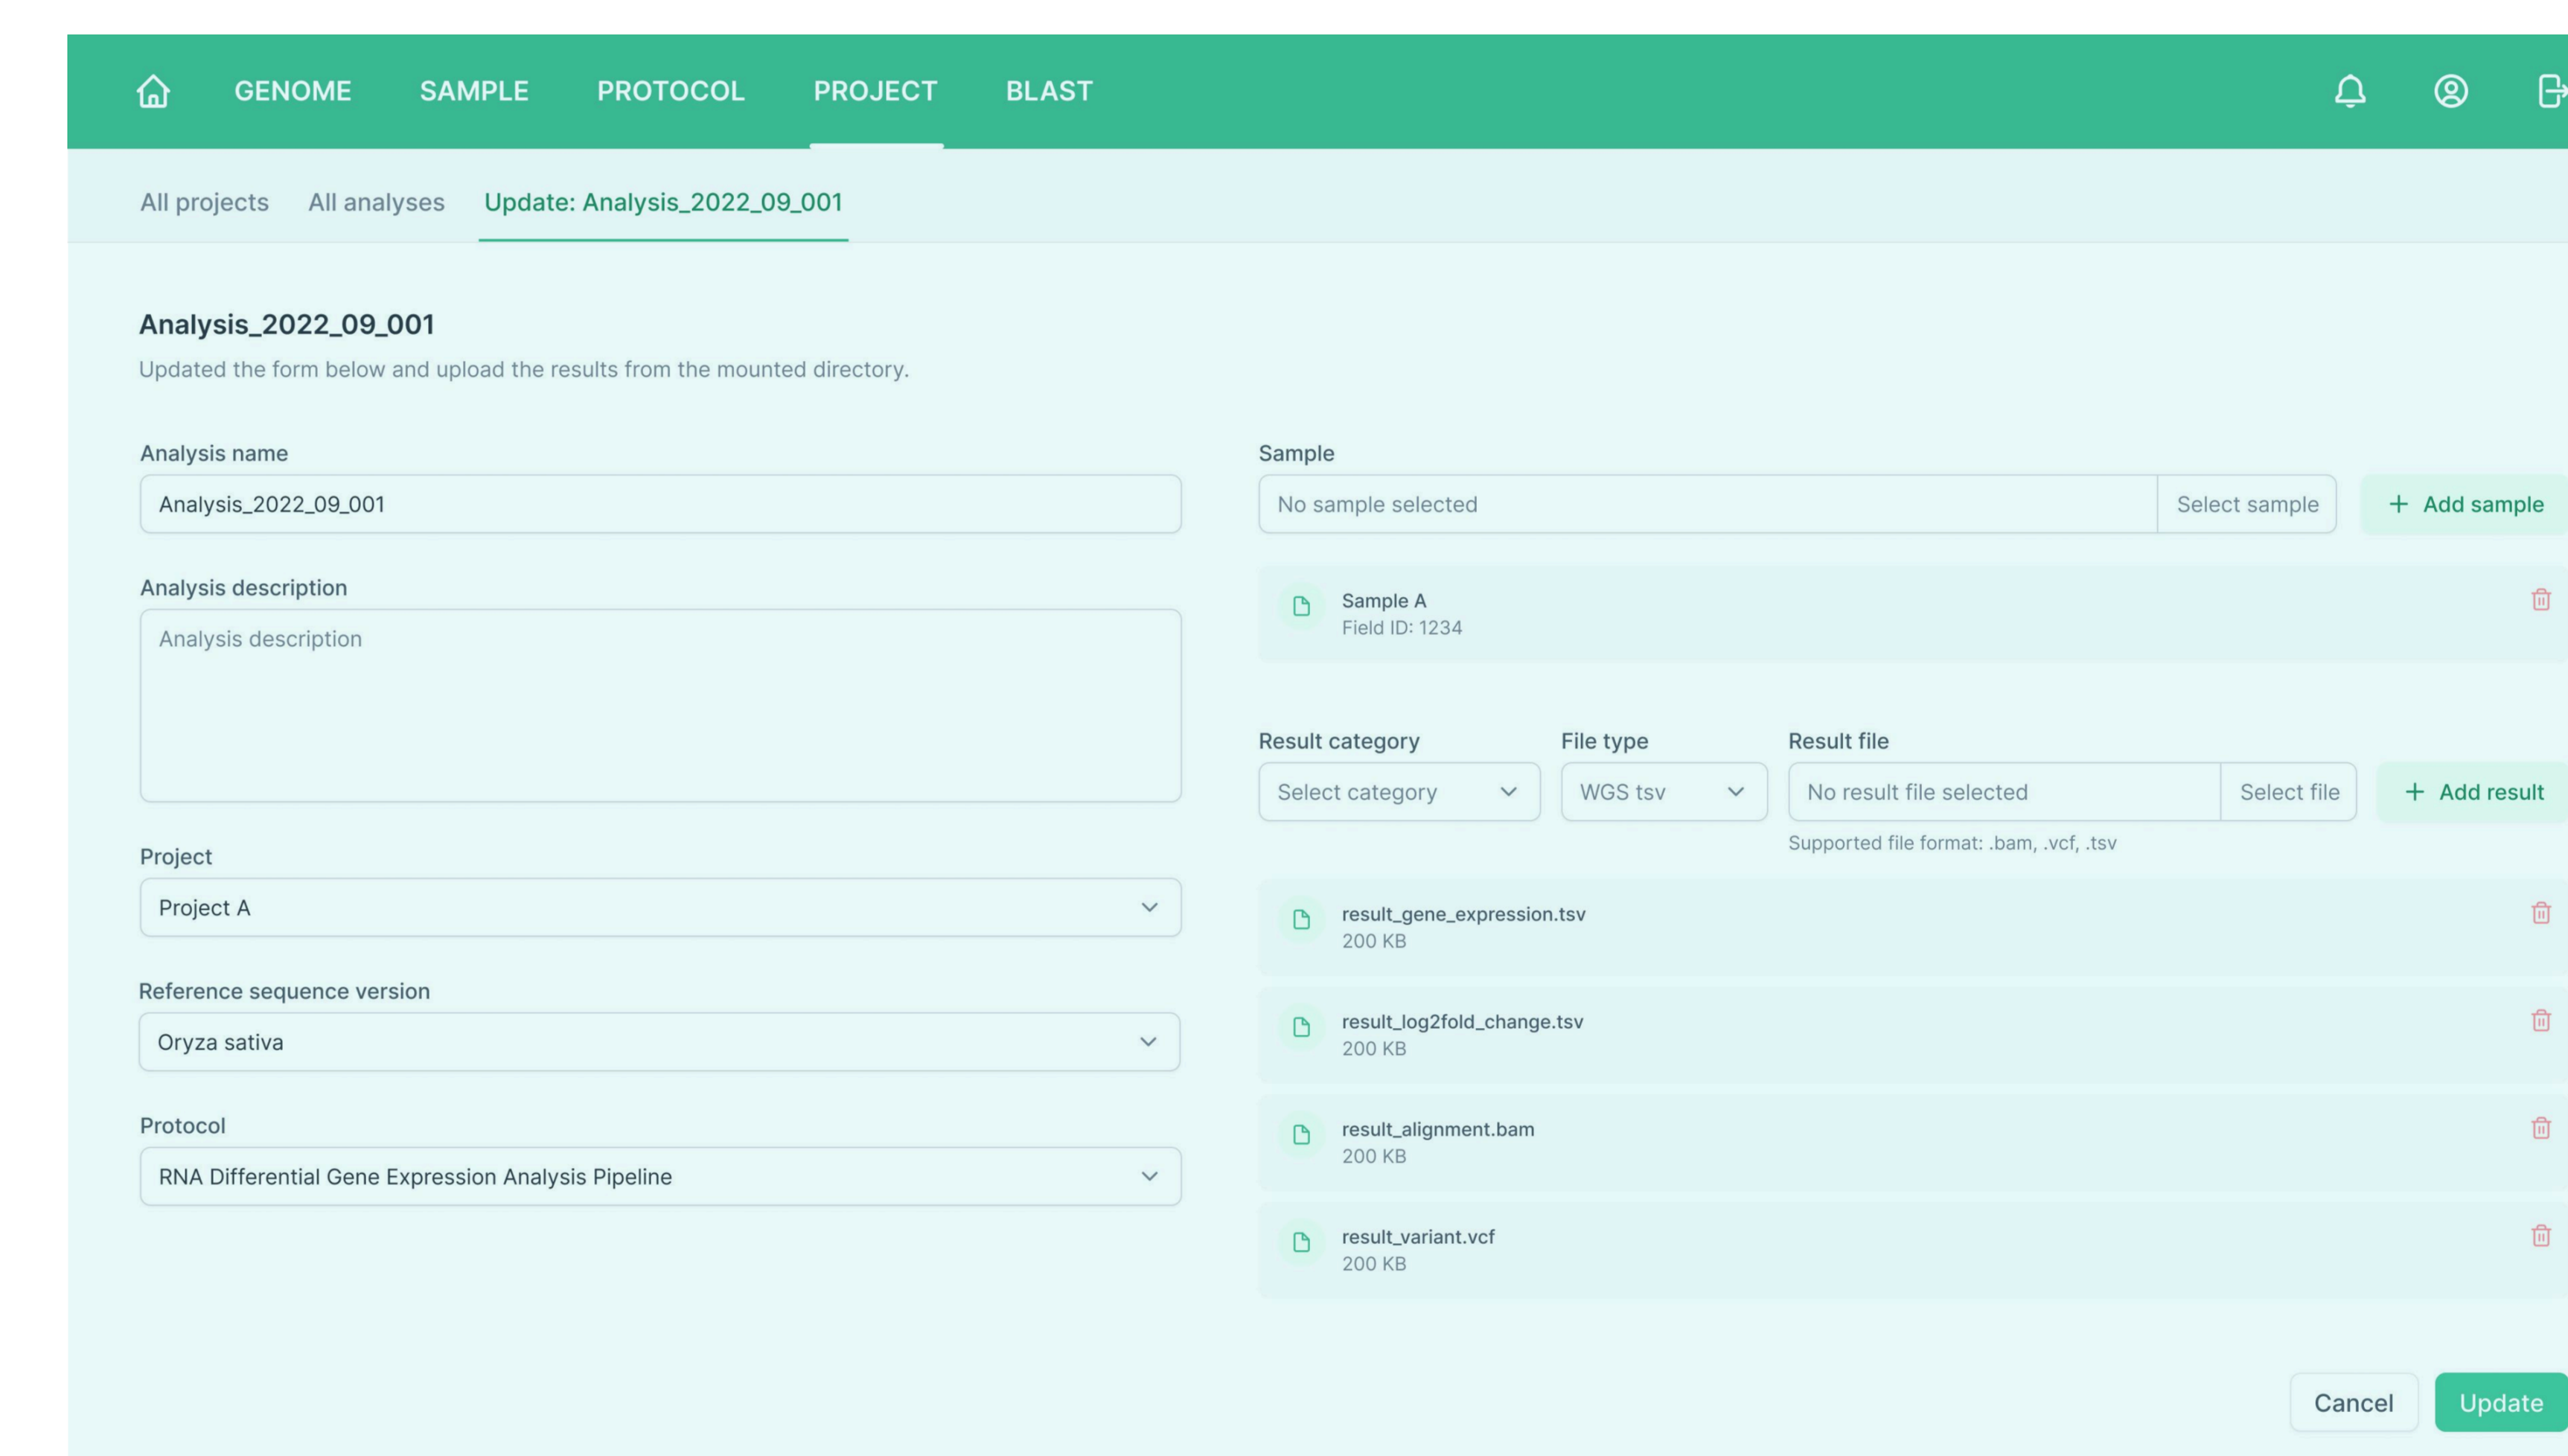 GENOME SAMPLE PROTOCOL PROJECT BLAST
All projects All analyses Update: Analysis_2022_09_001
Analysis_2022_09_001
Updated the form below and upload the results from the mounted directory.
Analysis name
Analysis_2022_09_001
Analysis description
Analysis description
Project
Project A
Reference sequence version
Oryza sativa
Protocol
RNA Differential Gene Expression Analysis Pipeline
Sample
No sample selected Select sample + Add sample
Sample A
Field ID: 1234
Result category File type Result file
Select category WGS tsv No result file selected Select file + Add result
Supported file format: .bam, .vcf, .tsv
result_gene_expression.tsv
200 KB
result_log2fold_change.tsv
200 KB
result_alignment.bam
200 KB
result_variant.vcf
200 KB
Cancel Update